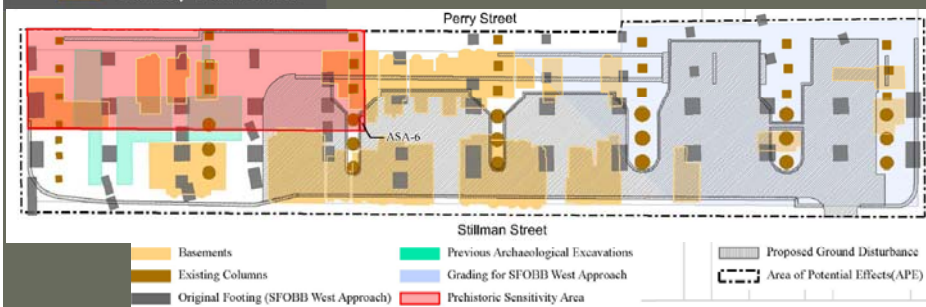 Perry Street
ASA-6
Stillman Street
Basements
Existing Columns
Original Footing (SFOBB West Approach)
Previous Archaeological Excavations
Grading for SFOBB West Approach
Prehistoric Sensitivity Area
Proposed Ground Disturbance
Area of Potential Effects(APE)